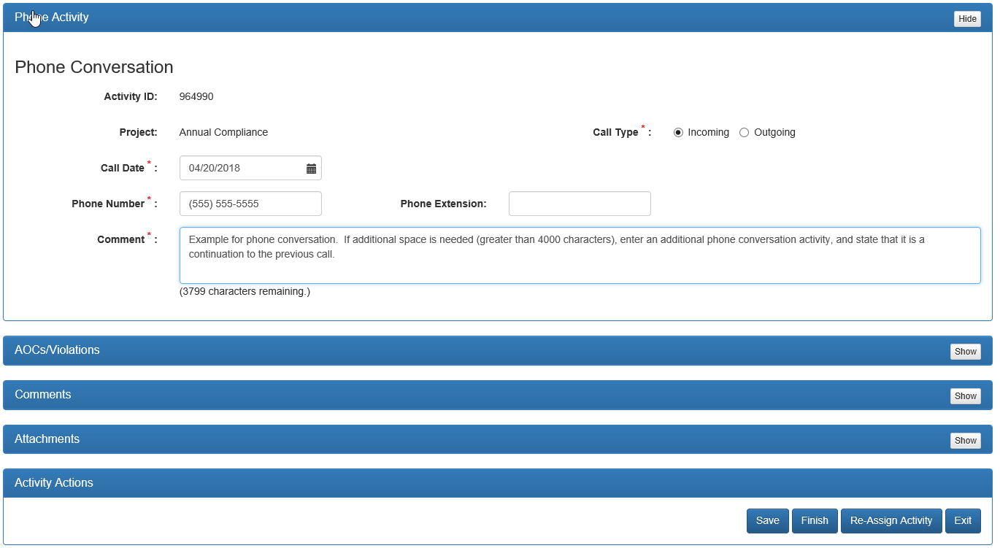 Phone Activity Hide
Phone Conversation
Activity ID: 964990
Project: Annual Compliance Call Type * : Incoming Outgoing
Call Date * : 04/20/2018
Phone Number * : (555) 555-5555 Phone Extension:
Comment * : Example for phone conversation. If additional space is needed (greater than 4000 characters), enter an additional phone conversation activity, and state that it is a
continuation to the previous call.
(3799 characters remaining.)
AOCs/Violations Show
Comments Show
Attachments Show
Activity Actions
Save Finish Re-Assign Activity Exit